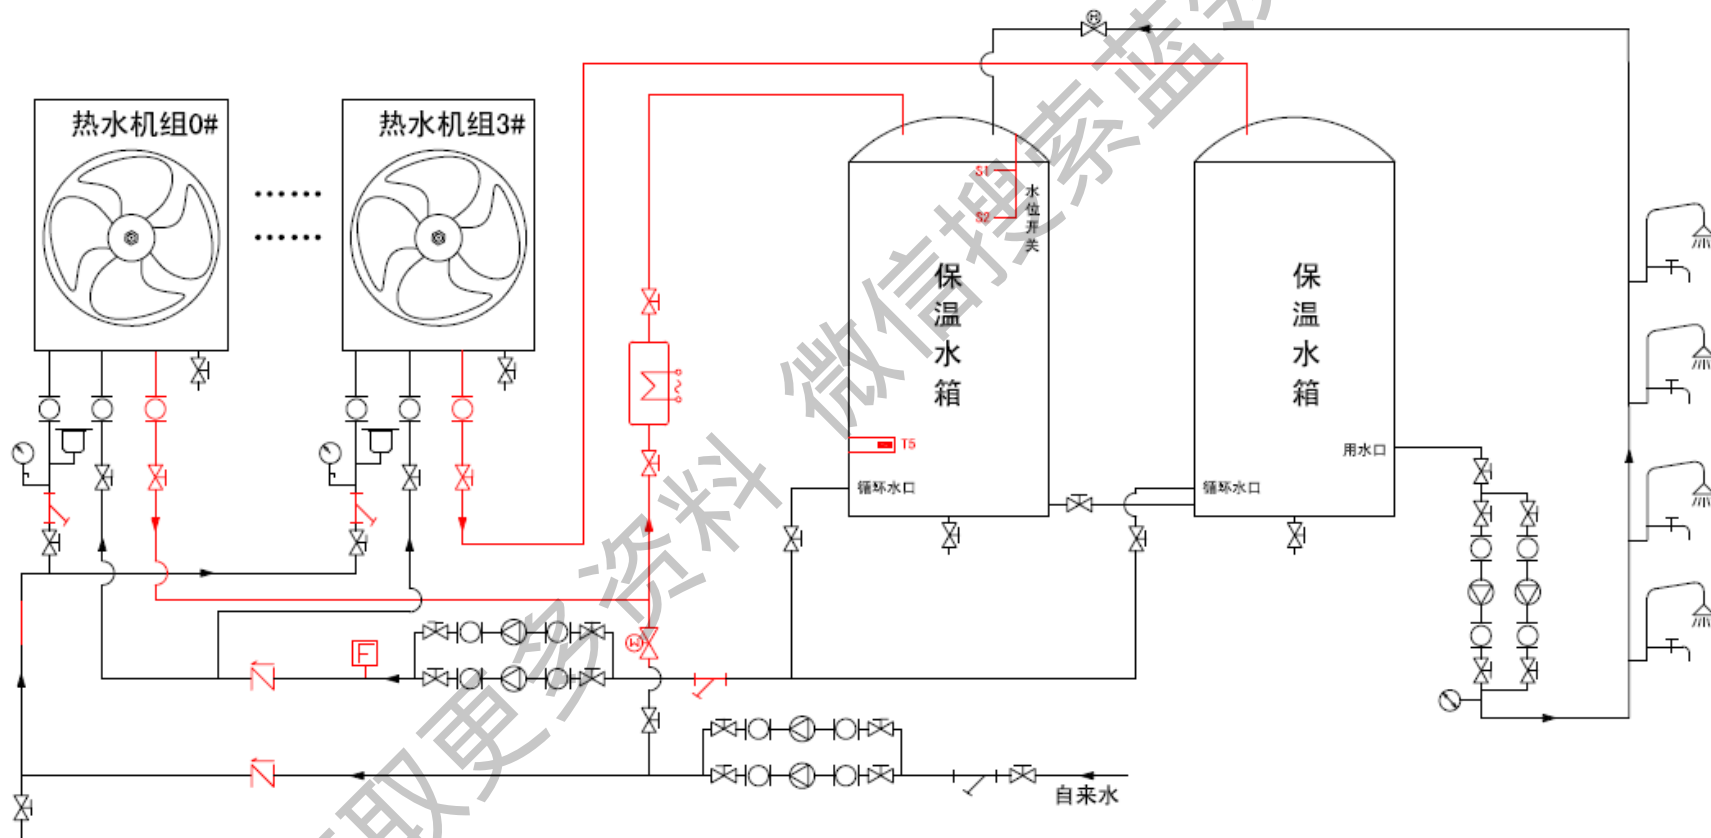 热水机组0#
热水机组3#
S1
S2
水位开关
保温水箱
保温水箱
T5
用水口
循环水口
循环水口
F
自来水
取更多资料 微信搜索蓝领